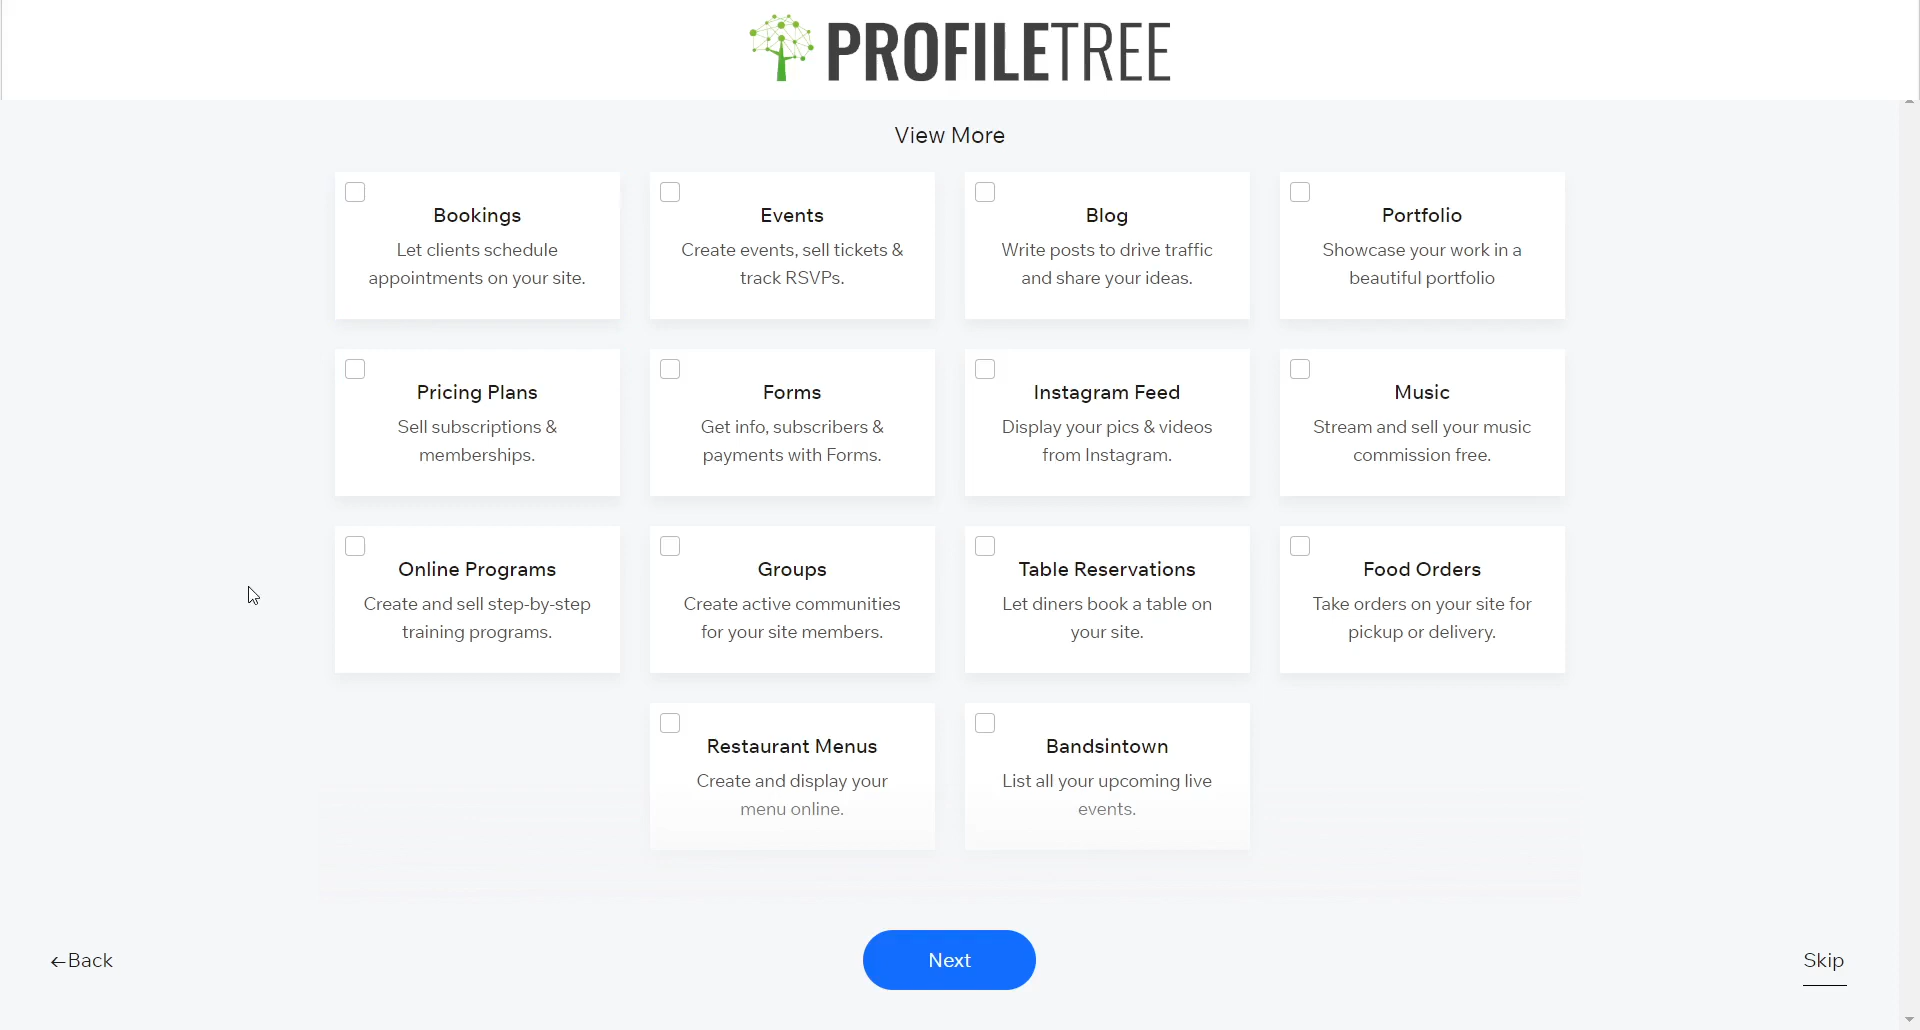 PROFILETREE
View More
Bookings
Let clients schedule
appointments on your site.
Events
Create events, sell tickets &
track RSVPs.
Blog
Write posts to drive traffic
and share your ideas.
Portfolio
Showcase your work in a
beautiful portfolio
Pricing Plans
Sell subscriptions &
memberships.
Forms
Get info, subscribers &
payments with Forms.
Instagram Feed
Display your pics & videos
from Instagram.
Music
Stream and sell your music
commission free.
Online Programs
Create and sell step-by-step
training programs.
Groups
Create active communities
for your site members.
Table Reservations
Let diners book a table on
your site.
Food Orders
Take orders on your site for
pickup or delivery.
Restaurant Menus
Create and display your
menu online.
Bandsintown
List all your upcoming live
events.
←Back
Next
Skip